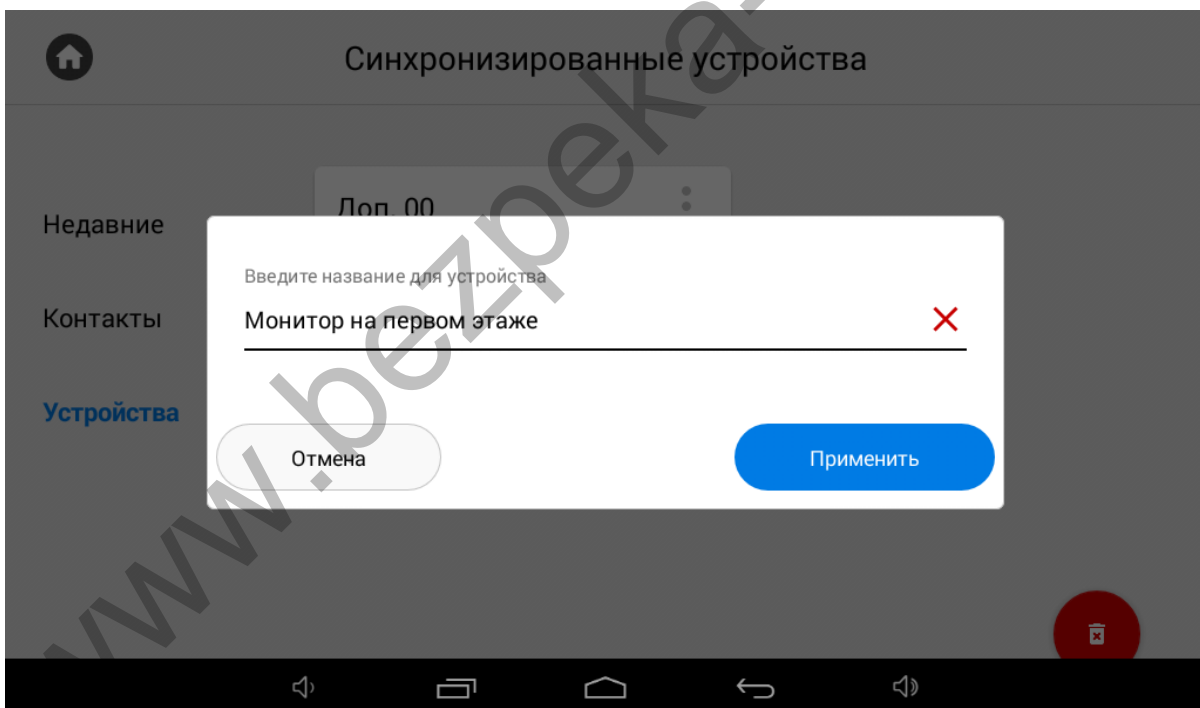 Синхронизированные устройства
Доп. 00
Недавние
Введите название для устройства
Контакты
Монитор на первом этаже
Устройства
Отмена
Применить
www.bezpeka-